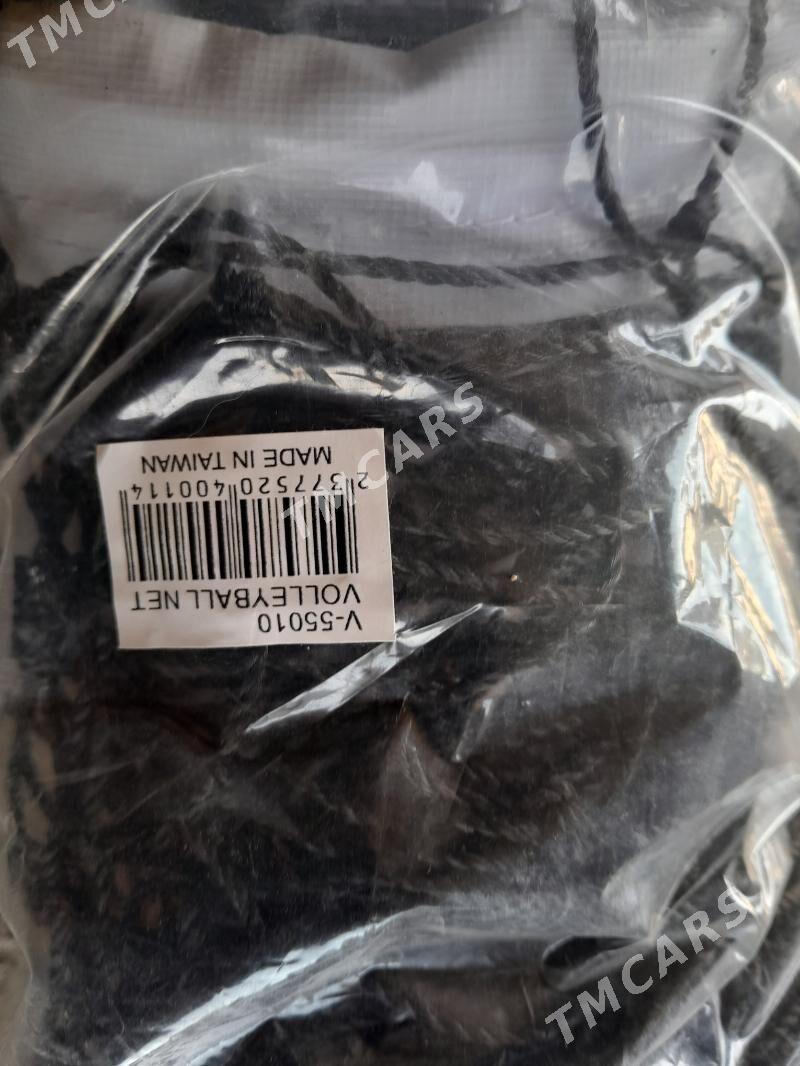 V-55010
VOLLEYBALL NET
2 377520 400114
MADE IN TAIWAN
TMCARS
TMCARS
TMCARS